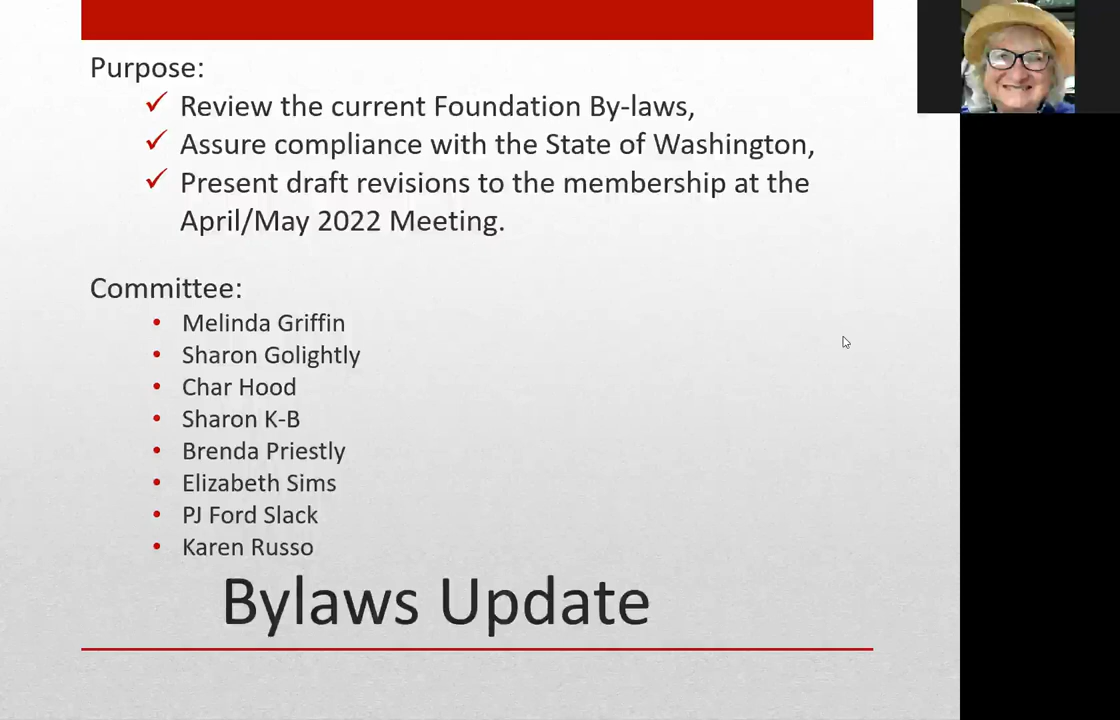 Purpose:
Review the current Foundation By-laws,
Assure compliance with the State of Washington,
Present draft revisions to the membership at the
April/May 2022 Meeting.
Committee:
Melinda Griffin
Sharon Golightly
Char Hood
Sharon K-B
Brenda Priestly
Elizabeth Sims
PJ Ford Slack
Karen Russo
Bylaws Update